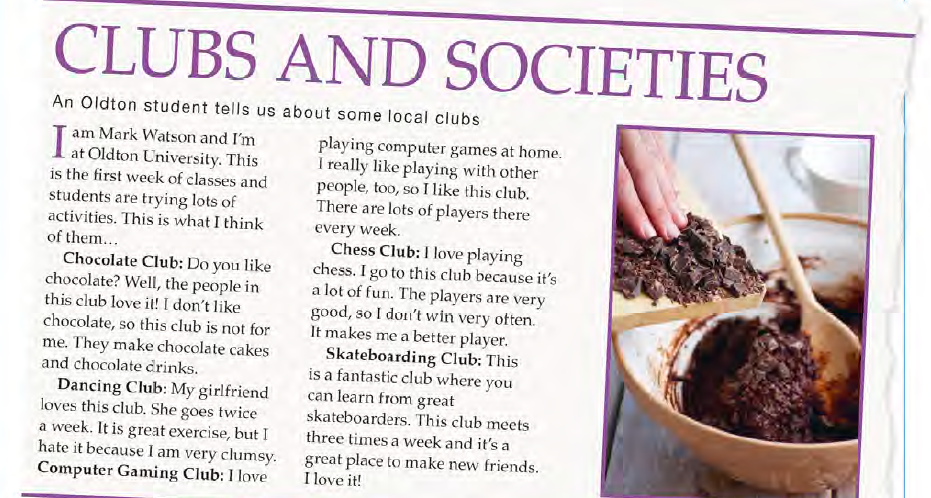 CLUBS AND SOCIETIES
An Oldton student tells us about some local clubs
I am Mark Watson and I'm
at Oldton University. This
is the first week of classes and
students are trying lots of
activities. This is what I think
of them…
Chocolate Club: Do you like
chocolate? Well, the people in
this club love it! I don't like
chocolate, so this club is not for
me. They make chocolate cakes
and chocolate drinks.
Dancing Club: My girlfriend
loves this club. She goes twice
a week. It is great exercise, but I
hate it because I am very clumsy.
Computer Gaming Club: I love
playing computer games at home.
I really like playing with other
people, too, so I like this club.
There are lots of players there
every week.
Chess Club: I love playing
chess. I go to this club because it's
a lot of fun. The players are very
good, so I don't win very often.
It makes me a better player.
Skateboarding Club: This
is a fantastic club where you
can learn from great
skateboarders. This club meets
three times a week and it's a
great place to make new friends.
I love it!